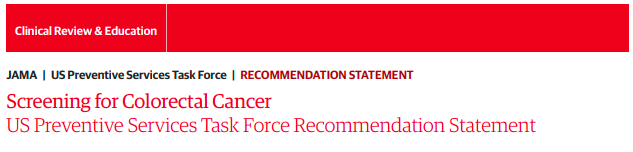 Clinical Review & Education
JAMA | US Preventive Services Task Force | RECOMMENDATION STATEMENT
Screening for Colorectal Cancer
US Preventive Services Task Force Recommendation Statement